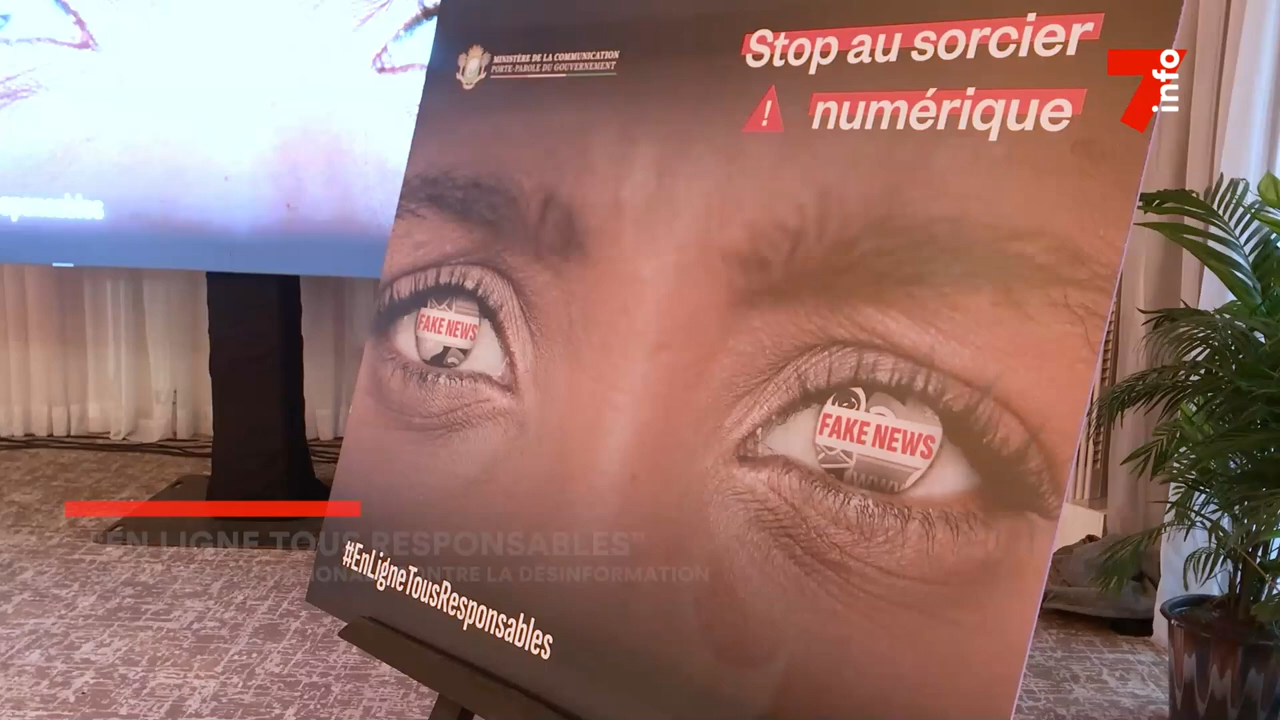 MINISTÈRE DE LA COMMUNICATION
PORTE-PAROLE DU GOUVERNEMENT
Stop au sorcier
! numérique
7 info
FAKE NEWS
FAKE NEWS
"EN LIGNE TOUS RESPONSABLES"
CONTRE LA DÉSINFORMATION
#EnLigneTousResponsables